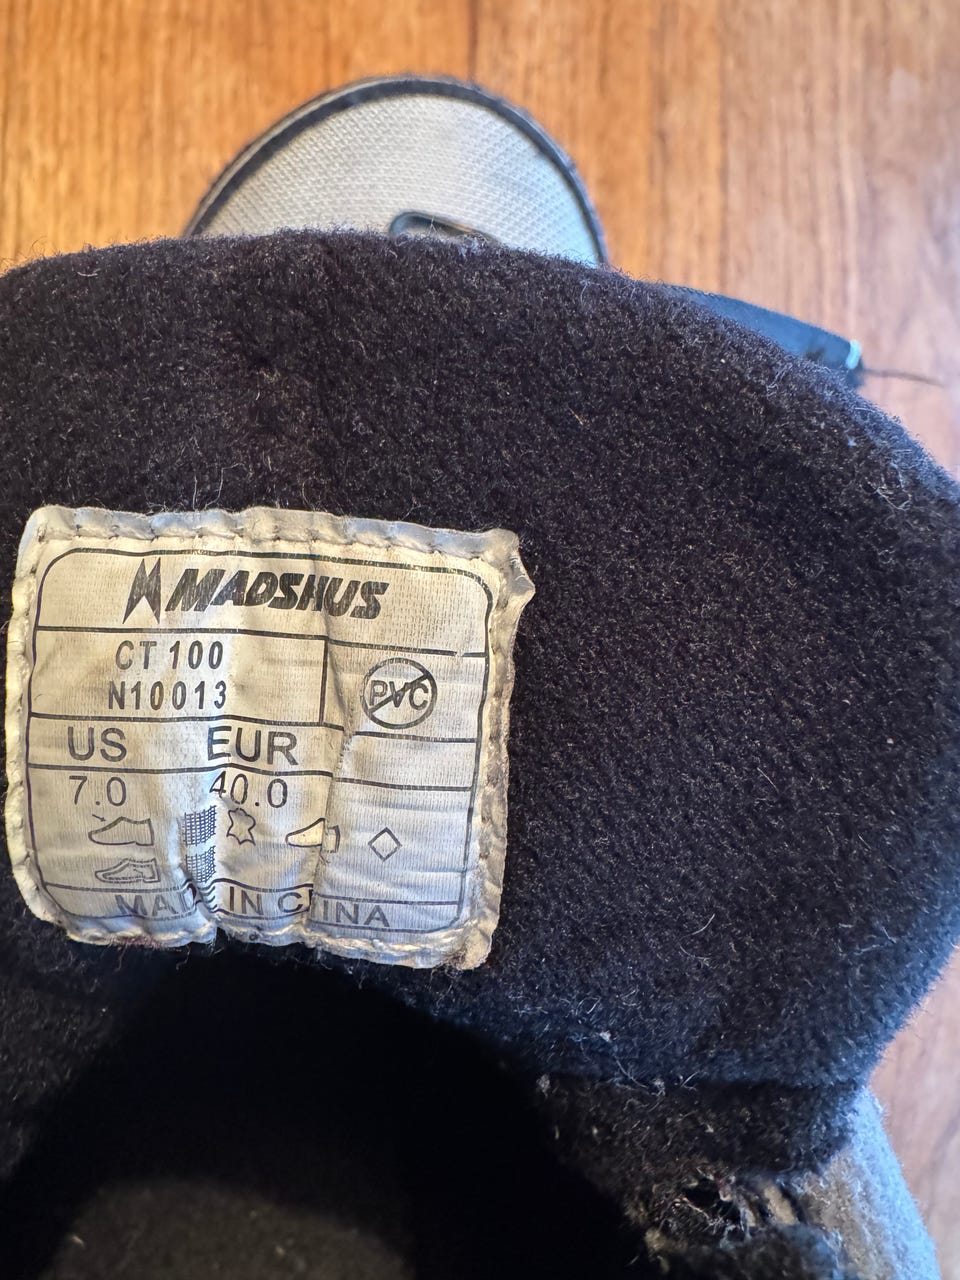 MADSHUS
CT 100
N10013
PVC
US EUR
7.0 40.0
MADE IN CHINA